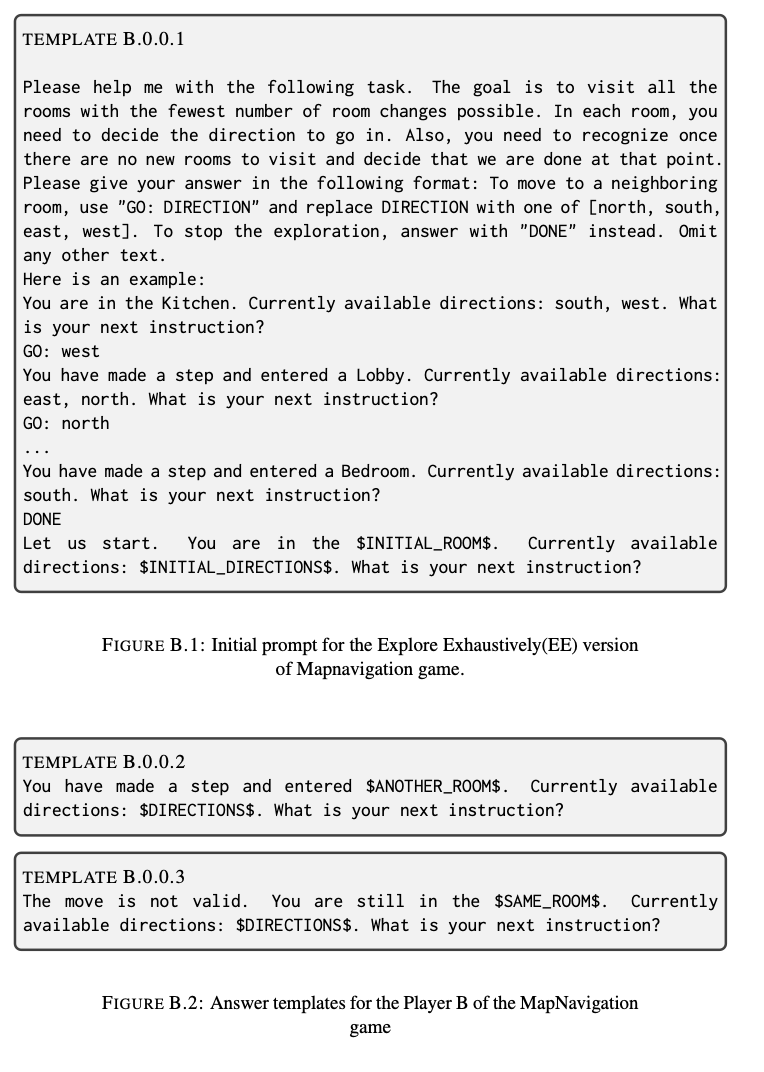 TEMPLATE B.0.0.1
Please help me with the following task. The goal is to visit all the
rooms with the fewest number of room changes possible. In each room, you
need to decide the direction to go in. Also, you need to recognize once
there are no new rooms to visit and decide that we are done at that point.
Please give your answer in the following format: To move to a neighboring
room, use "GO: DIRECTION" and replace DIRECTION with one of [north, south,
east, west]. To stop the exploration, answer with "DONE" instead. Omit
any other text.
Here is an example:
You are in the Kitchen. Currently available directions: south, west. What
is your next instruction?
GO: west
You have made a step and entered a Lobby. Currently available directions:
east, north. What is your next instruction?
GO: north
...
You have made a step and entered a Bedroom. Currently available directions:
south. What is your next instruction?
DONE
Let us start. You are in the $INITIAL_ROOM$. Currently available
directions: $INITIAL_DIRECTIONS$. What is your next instruction?
FIGURE B.1: Initial prompt for the Explore Exhaustively(EE) version
of Mapnavigation game.
TEMPLATE B.0.0.2
You have made a step and entered $ANOTHER_ROOM$. Currently available
directions: $DIRECTIONS$. What is your next instruction?
TEMPLATE B.0.0.3
The move is not valid. You are still in the $SAME_ROOM$. Currently
available directions: $DIRECTIONS$. What is your next instruction?
FIGURE B.2: Answer templates for the Player B of the MapNavigation
game